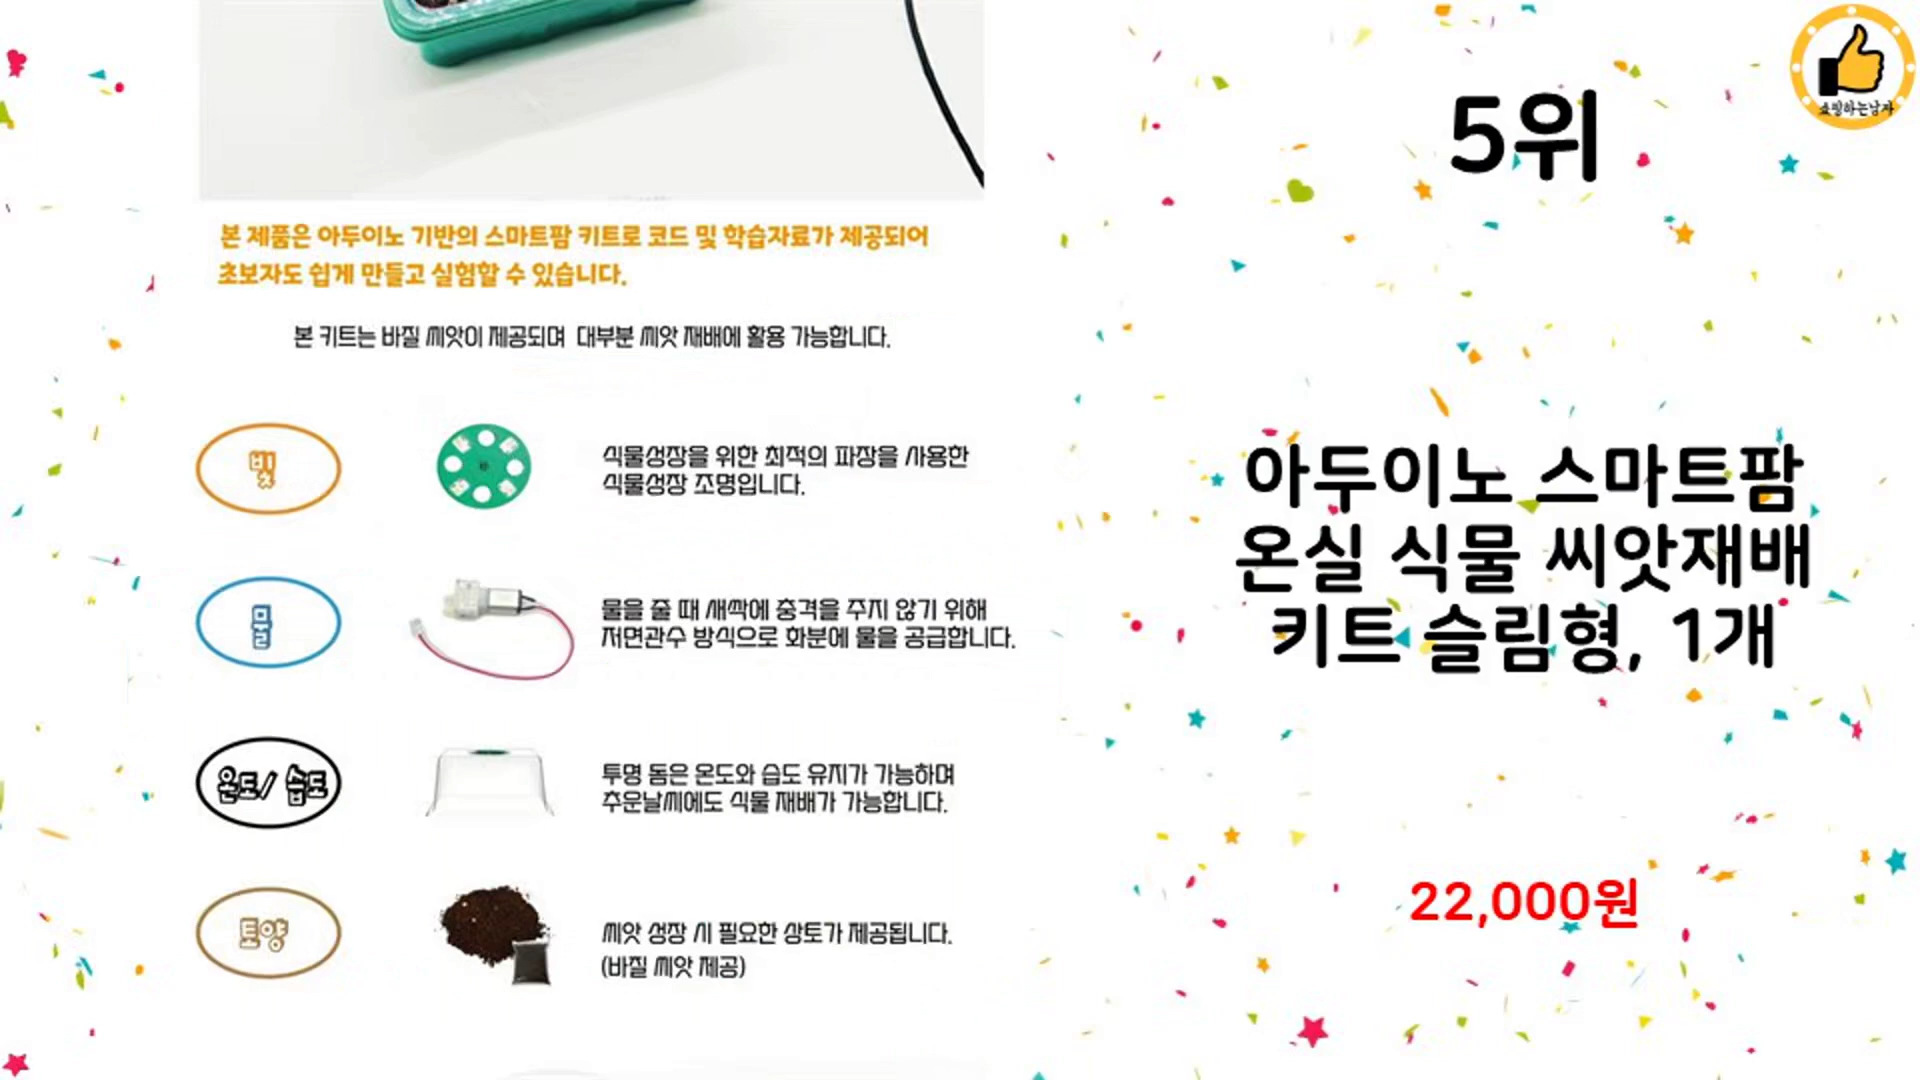 본 제품은 아두이노 기반의 스마트팜 키트로 코드 및 학습자료가 제공되어
초보자도 쉽게 만들고 실험할 수 있습니다.
본 키트는 바질 씨앗이 제공되며 대부분 씨앗 재배에 활용 가능합니다.
빛
식물성장을 위한 최적의 파장을 사용한
식물성장 조명입니다.
물
물을 줄 때 새싹에 충격을 주지 않기 위해
저면관수 방식으로 화분에 물을 공급합니다.
온도/ 습도
투명 돔은 온도와 습도 유지가 가능하며
추운날씨에도 식물 재배가 가능합니다.
토양
씨앗 성장 시 필요한 상토가 제공됩니다.
(바질 씨앗 제공)
쇼핑하는남자
5위
아두이노 스마트팜
온실 식물 씨앗재배
키트 슬림형, 1개
22,000원